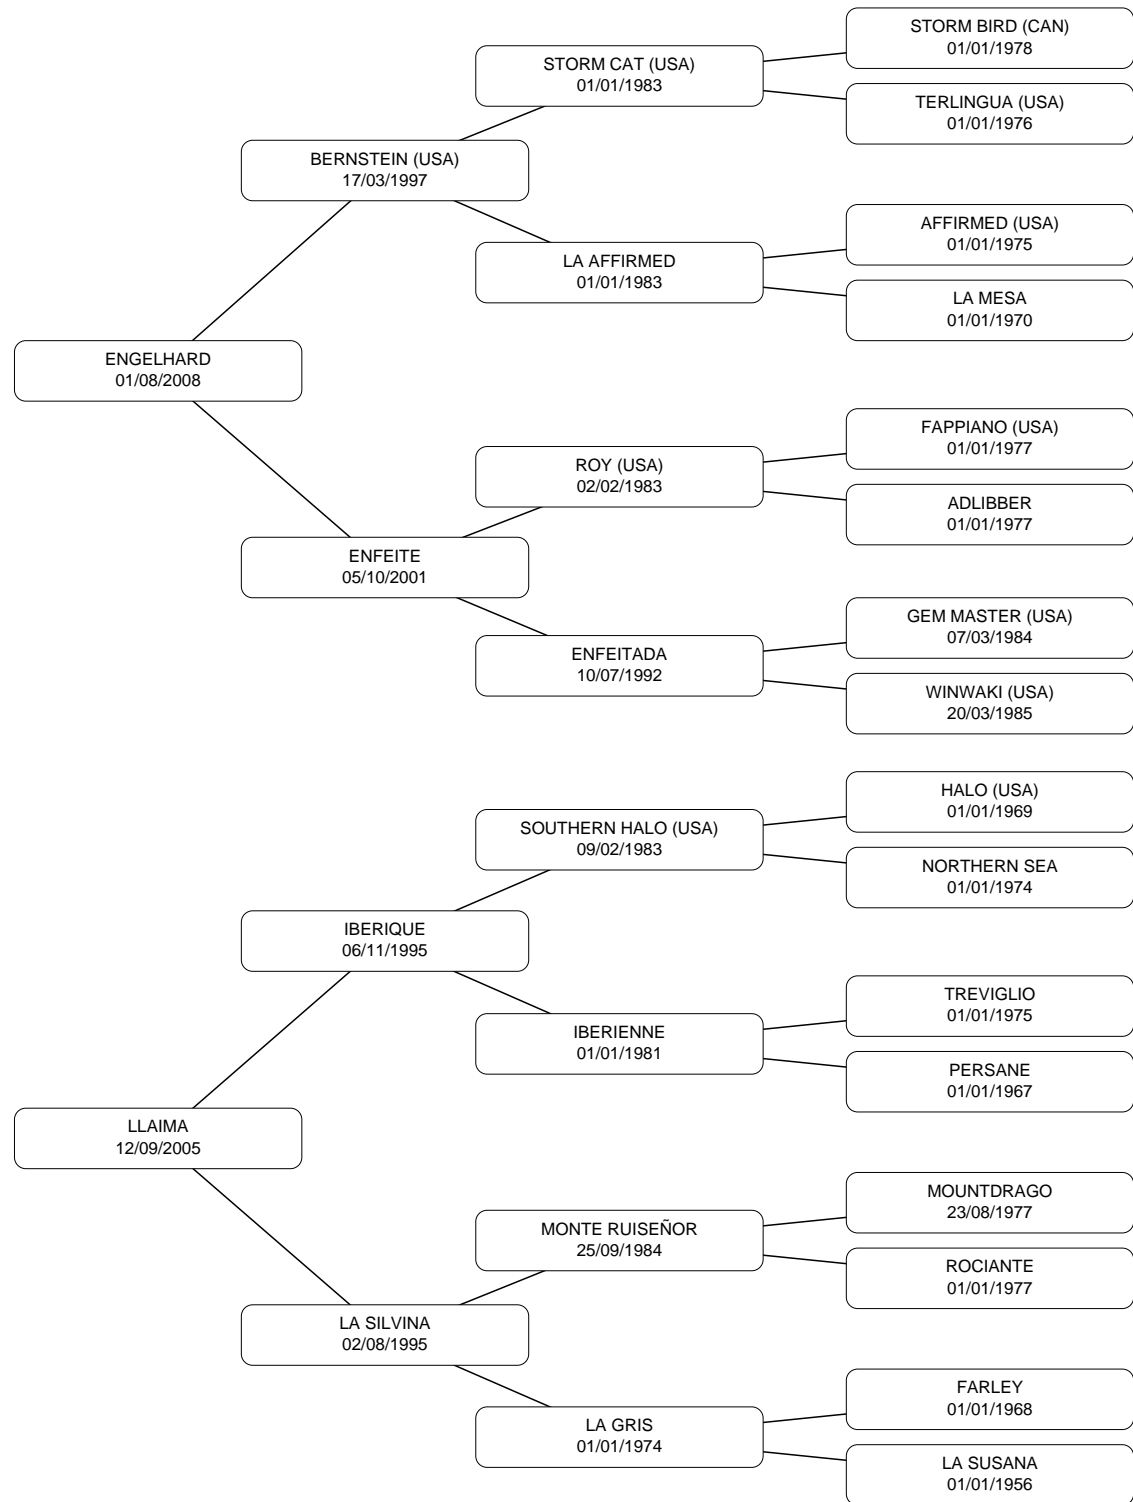 STORM BIRD (CAN)
01/01/1978
STORM CAT (USA)
01/01/1983
TERLINGUA (USA)
01/01/1976
BERNSTEIN (USA)
17/03/1997
AFFIRMED (USA)
01/01/1975
LA AFFIRMED
01/01/1983
LA MESA
01/01/1970
ENGELHARD
01/08/2008
FAPPIANO (USA)
01/01/1977
ROY (USA)
02/02/1983
ADLIBBER
01/01/1977
ENFEITE
05/10/2001
GEM MASTER (USA)
07/03/1984
ENFEITADA
10/07/1992
WINWAKI (USA)
20/03/1985
HALO (USA)
01/01/1969
SOUTHERN HALO (USA)
09/02/1983
NORTHERN SEA
01/01/1974
IBERIQUE
06/11/1995
TREVIGLIO
01/01/1975
IBERIENNE
01/01/1981
PERSANE
01/01/1967
LLAIMA
12/09/2005
MOUNTDRAGO
23/08/1977
MONTE RUISEÑOR
25/09/1984
ROCIANTE
01/01/1977
LA SILVINA
02/08/1995
FARLEY
01/01/1968
LA GRIS
01/01/1974
LA SUSANA
01/01/1956